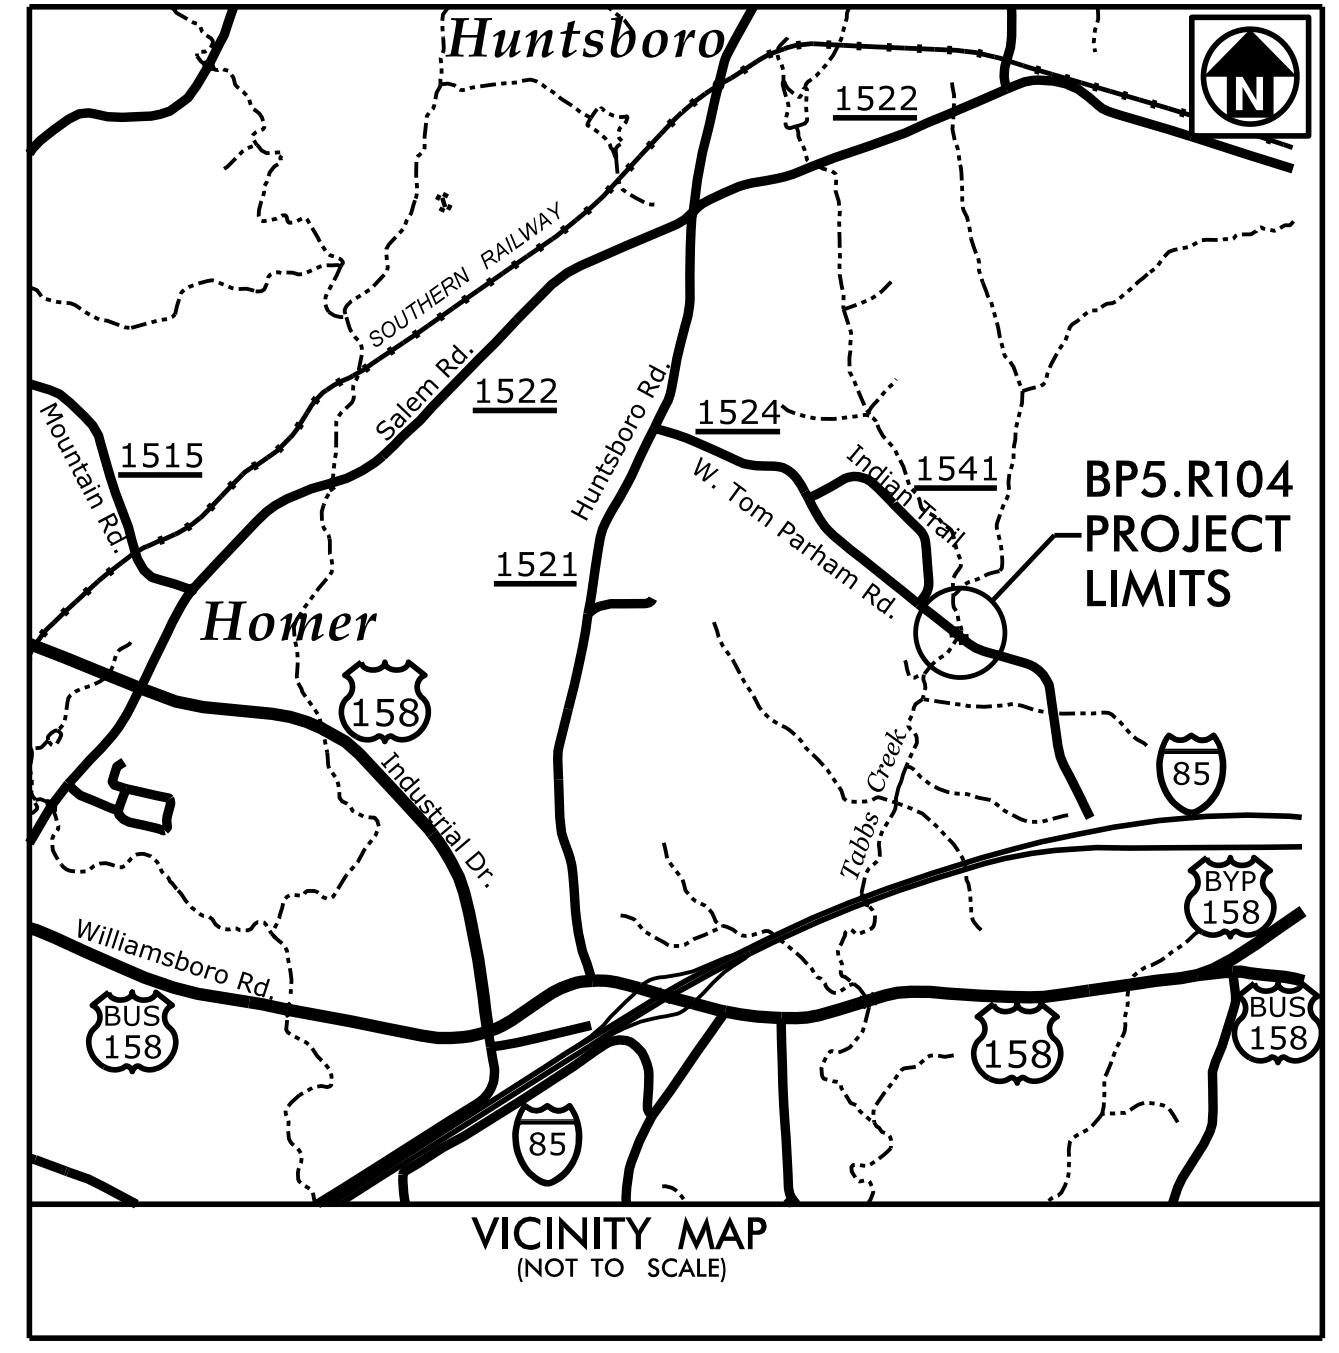 Huntsboro
N
1522
SOUTHERN RAILWAY
Salem Rd.
1522
Mountain Rd.
1515
Huntsboro Rd.
1524
W. Tom Parham Rd.
Indian Trail
1541
BP5.R104
PROJECT
LIMITS
1521
Homer
158
Industrial Dr.
Tabbs Creek
85
BYP
158
Williamsboro Rd.
BUS
158
158
BUS
158
85
VICINITY MAP
(NOT TO SCALE)